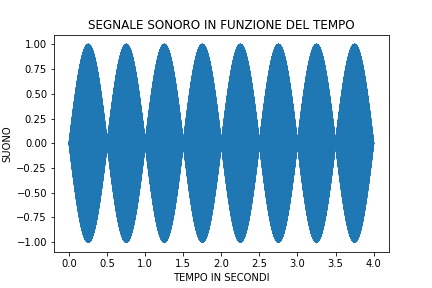 SEGNALE SONORO IN FUNZIONE DEL TEMPO
1.00
0.75
0.50
0.25
0.00
−0.25
−0.50
−0.75
−1.00
SUONO
0.0 0.5 1.0 1.5 2.0 2.5 3.0 3.5 4.0
TEMPO IN SECONDI